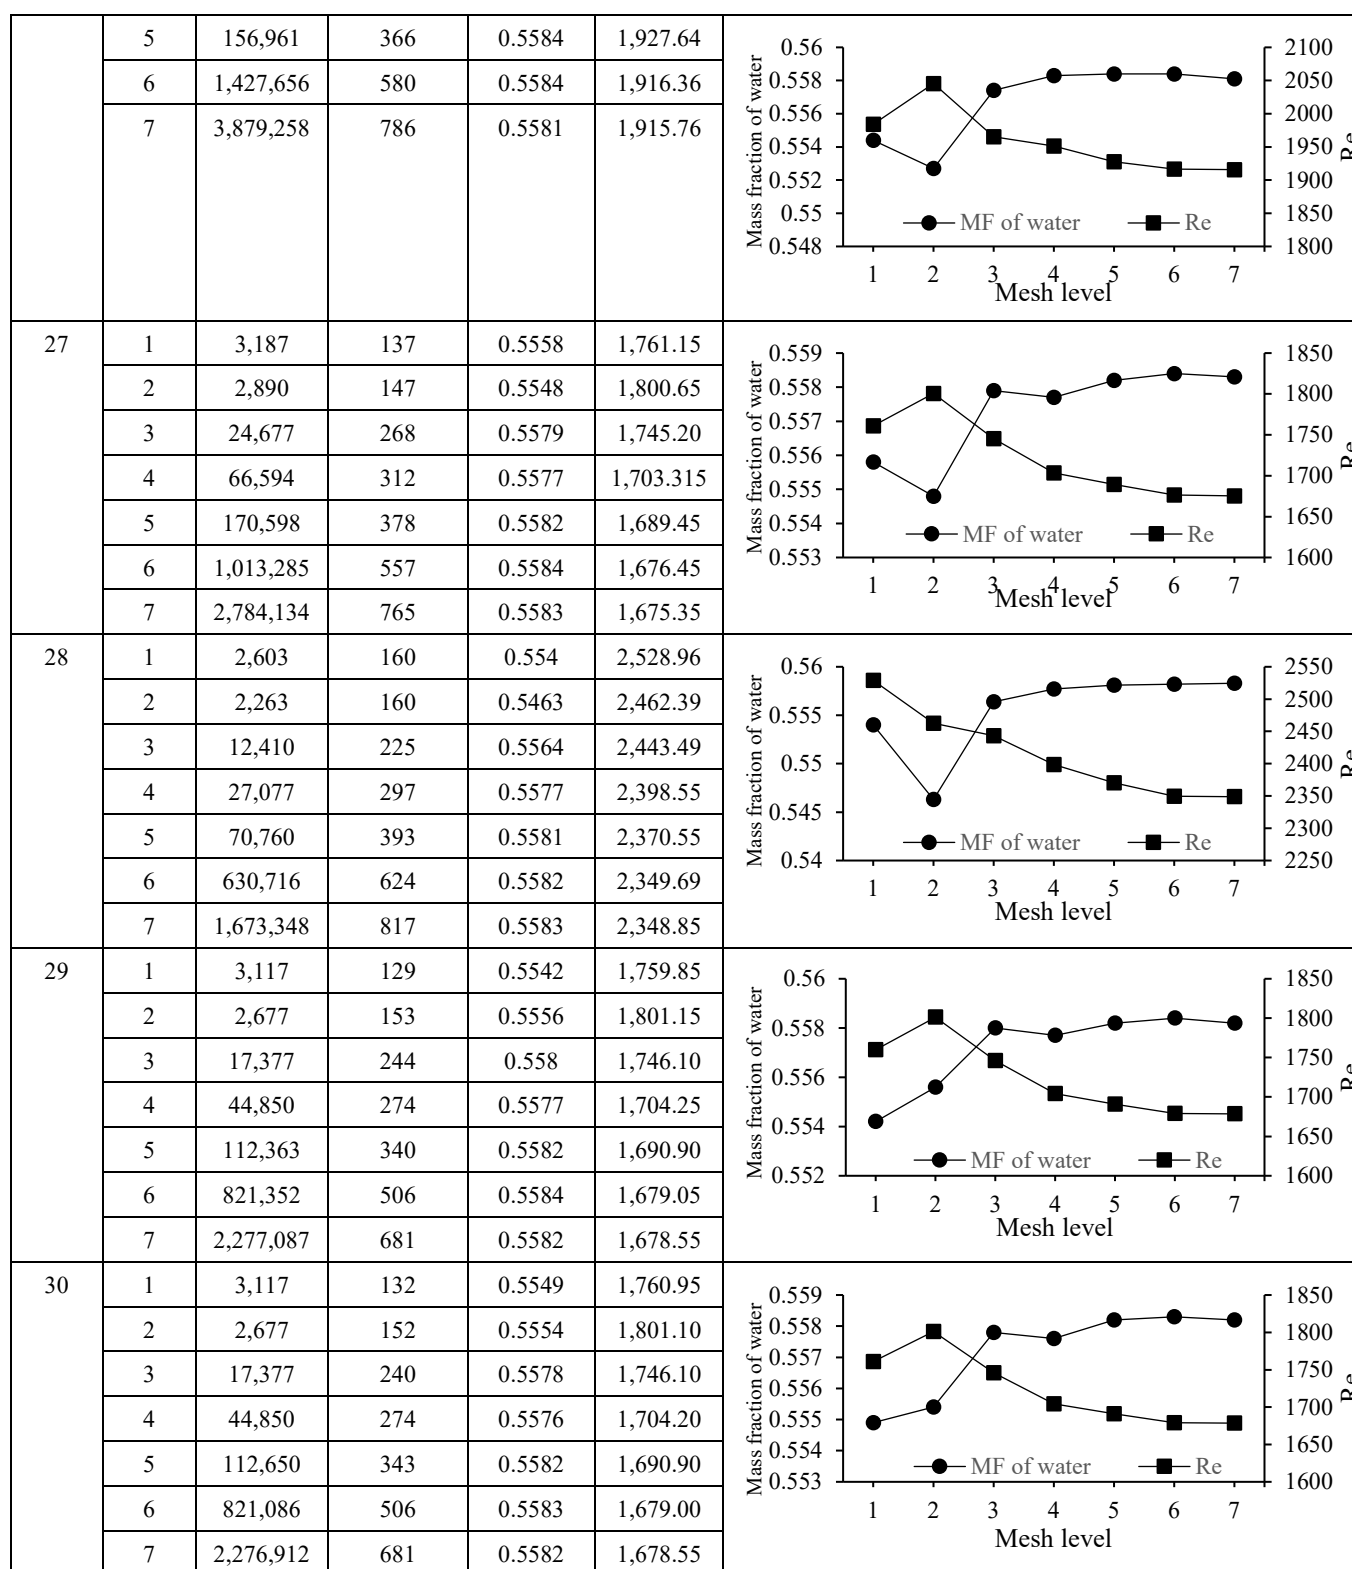 5 156,961 366 0.5584 1,927.64
6 1,427,656 580 0.5584 1,916.36
7 3,879,258 786 0.5581 1,915.76
Mass fraction of water
0.56
0.558
0.556
0.554
0.552
0.55
0.548
2100
2050
2000
1950
1900
1850
1800
Re
MF of water Re
1 2 3 4 5 6 7
Mesh level
27 1 3,187 137 0.5558 1,761.15
2 2,890 147 0.5548 1,800.65
3 24,677 268 0.5579 1,745.20
4 66,594 312 0.5577 1,703.315
5 170,598 378 0.5582 1,689.45
6 1,013,285 557 0.5584 1,676.45
7 2,784,134 765 0.5583 1,675.35
Mass fraction of water
0.559
0.558
0.557
0.556
0.555
0.554
0.553
1850
1800
1750
1700
1650
1600
Re
MF of water Re
1 2 3 4 5 6 7
Mesh level
28 1 2,603 160 0.554 2,528.96
2 2,263 160 0.5463 2,462.39
3 12,410 225 0.5564 2,443.49
4 27,077 297 0.5577 2,398.55
5 70,760 393 0.5581 2,370.55
6 630,716 624 0.5582 2,349.69
7 1,673,348 817 0.5583 2,348.85
Mass fraction of water
0.56
0.555
0.55
0.545
0.54
2550
2500
2450
2400
2350
2300
2250
Re
MF of water Re
1 2 3 4 5 6 7
Mesh level
29 1 3,117 129 0.5542 1,759.85
2 2,677 153 0.5556 1,801.15
3 17,377 244 0.558 1,746.10
4 44,850 274 0.5577 1,704.25
5 112,363 340 0.5582 1,690.90
6 821,352 506 0.5584 1,679.05
7 2,277,087 681 0.5582 1,678.55
Mass fraction of water
0.56
0.558
0.556
0.554
0.552
1850
1800
1750
1700
1650
1600
Re
MF of water Re
1 2 3 4 5 6 7
Mesh level
30 1 3,117 132 0.5549 1,760.95
2 2,677 152 0.5554 1,801.10
3 17,377 240 0.5578 1,746.10
4 44,850 274 0.5576 1,704.20
5 112,650 343 0.5582 1,690.90
6 821,086 506 0.5583 1,679.00
7 2,276,912 681 0.5582 1,678.55
Mass fraction of water
0.559
0.558
0.557
0.556
0.555
0.554
0.553
1850
1800
1750
1700
1650
1600
Re
MF of water Re
1 2 3 4 5 6 7
Mesh level